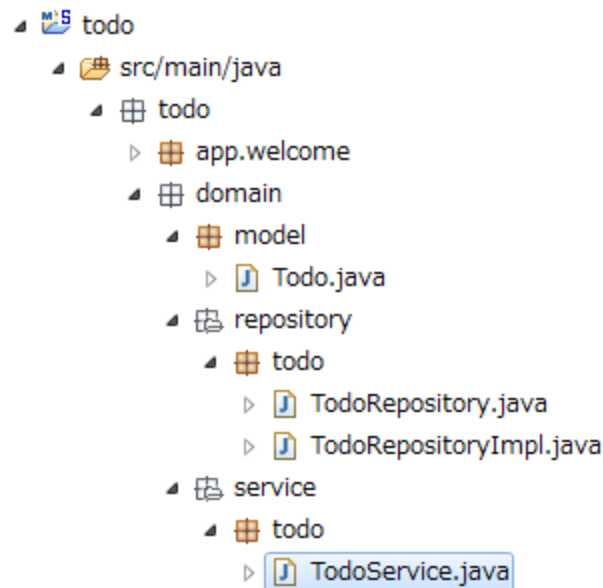 todo
src/main/java
todo
app.welcome
domain
model
Todo.java
repository
todo
TodoRepository.java
TodoRepositoryImpl.java
service
todo
TodoService.java